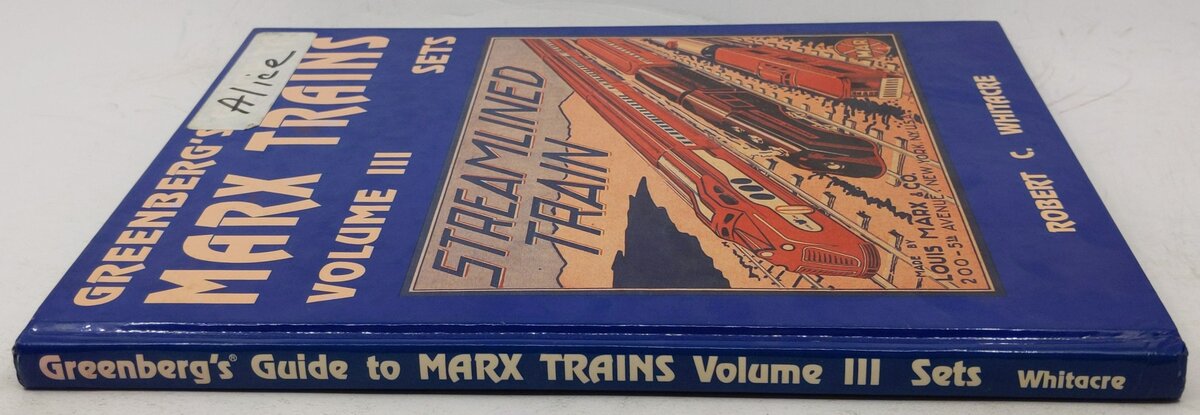 GREENBERG'S
Alice
MARX TRAINS
VOLUME III
SETS
STREAMLINED
TRAIN
MAR
MADE BY
LOUIS MARX & CO.
200-5th AVENUE, NEW YORK N.Y. U.S.A.
ROBERT C. WHITACRE
Greenberg's® Guide to MARX TRAINS Volume III Sets Whitacre